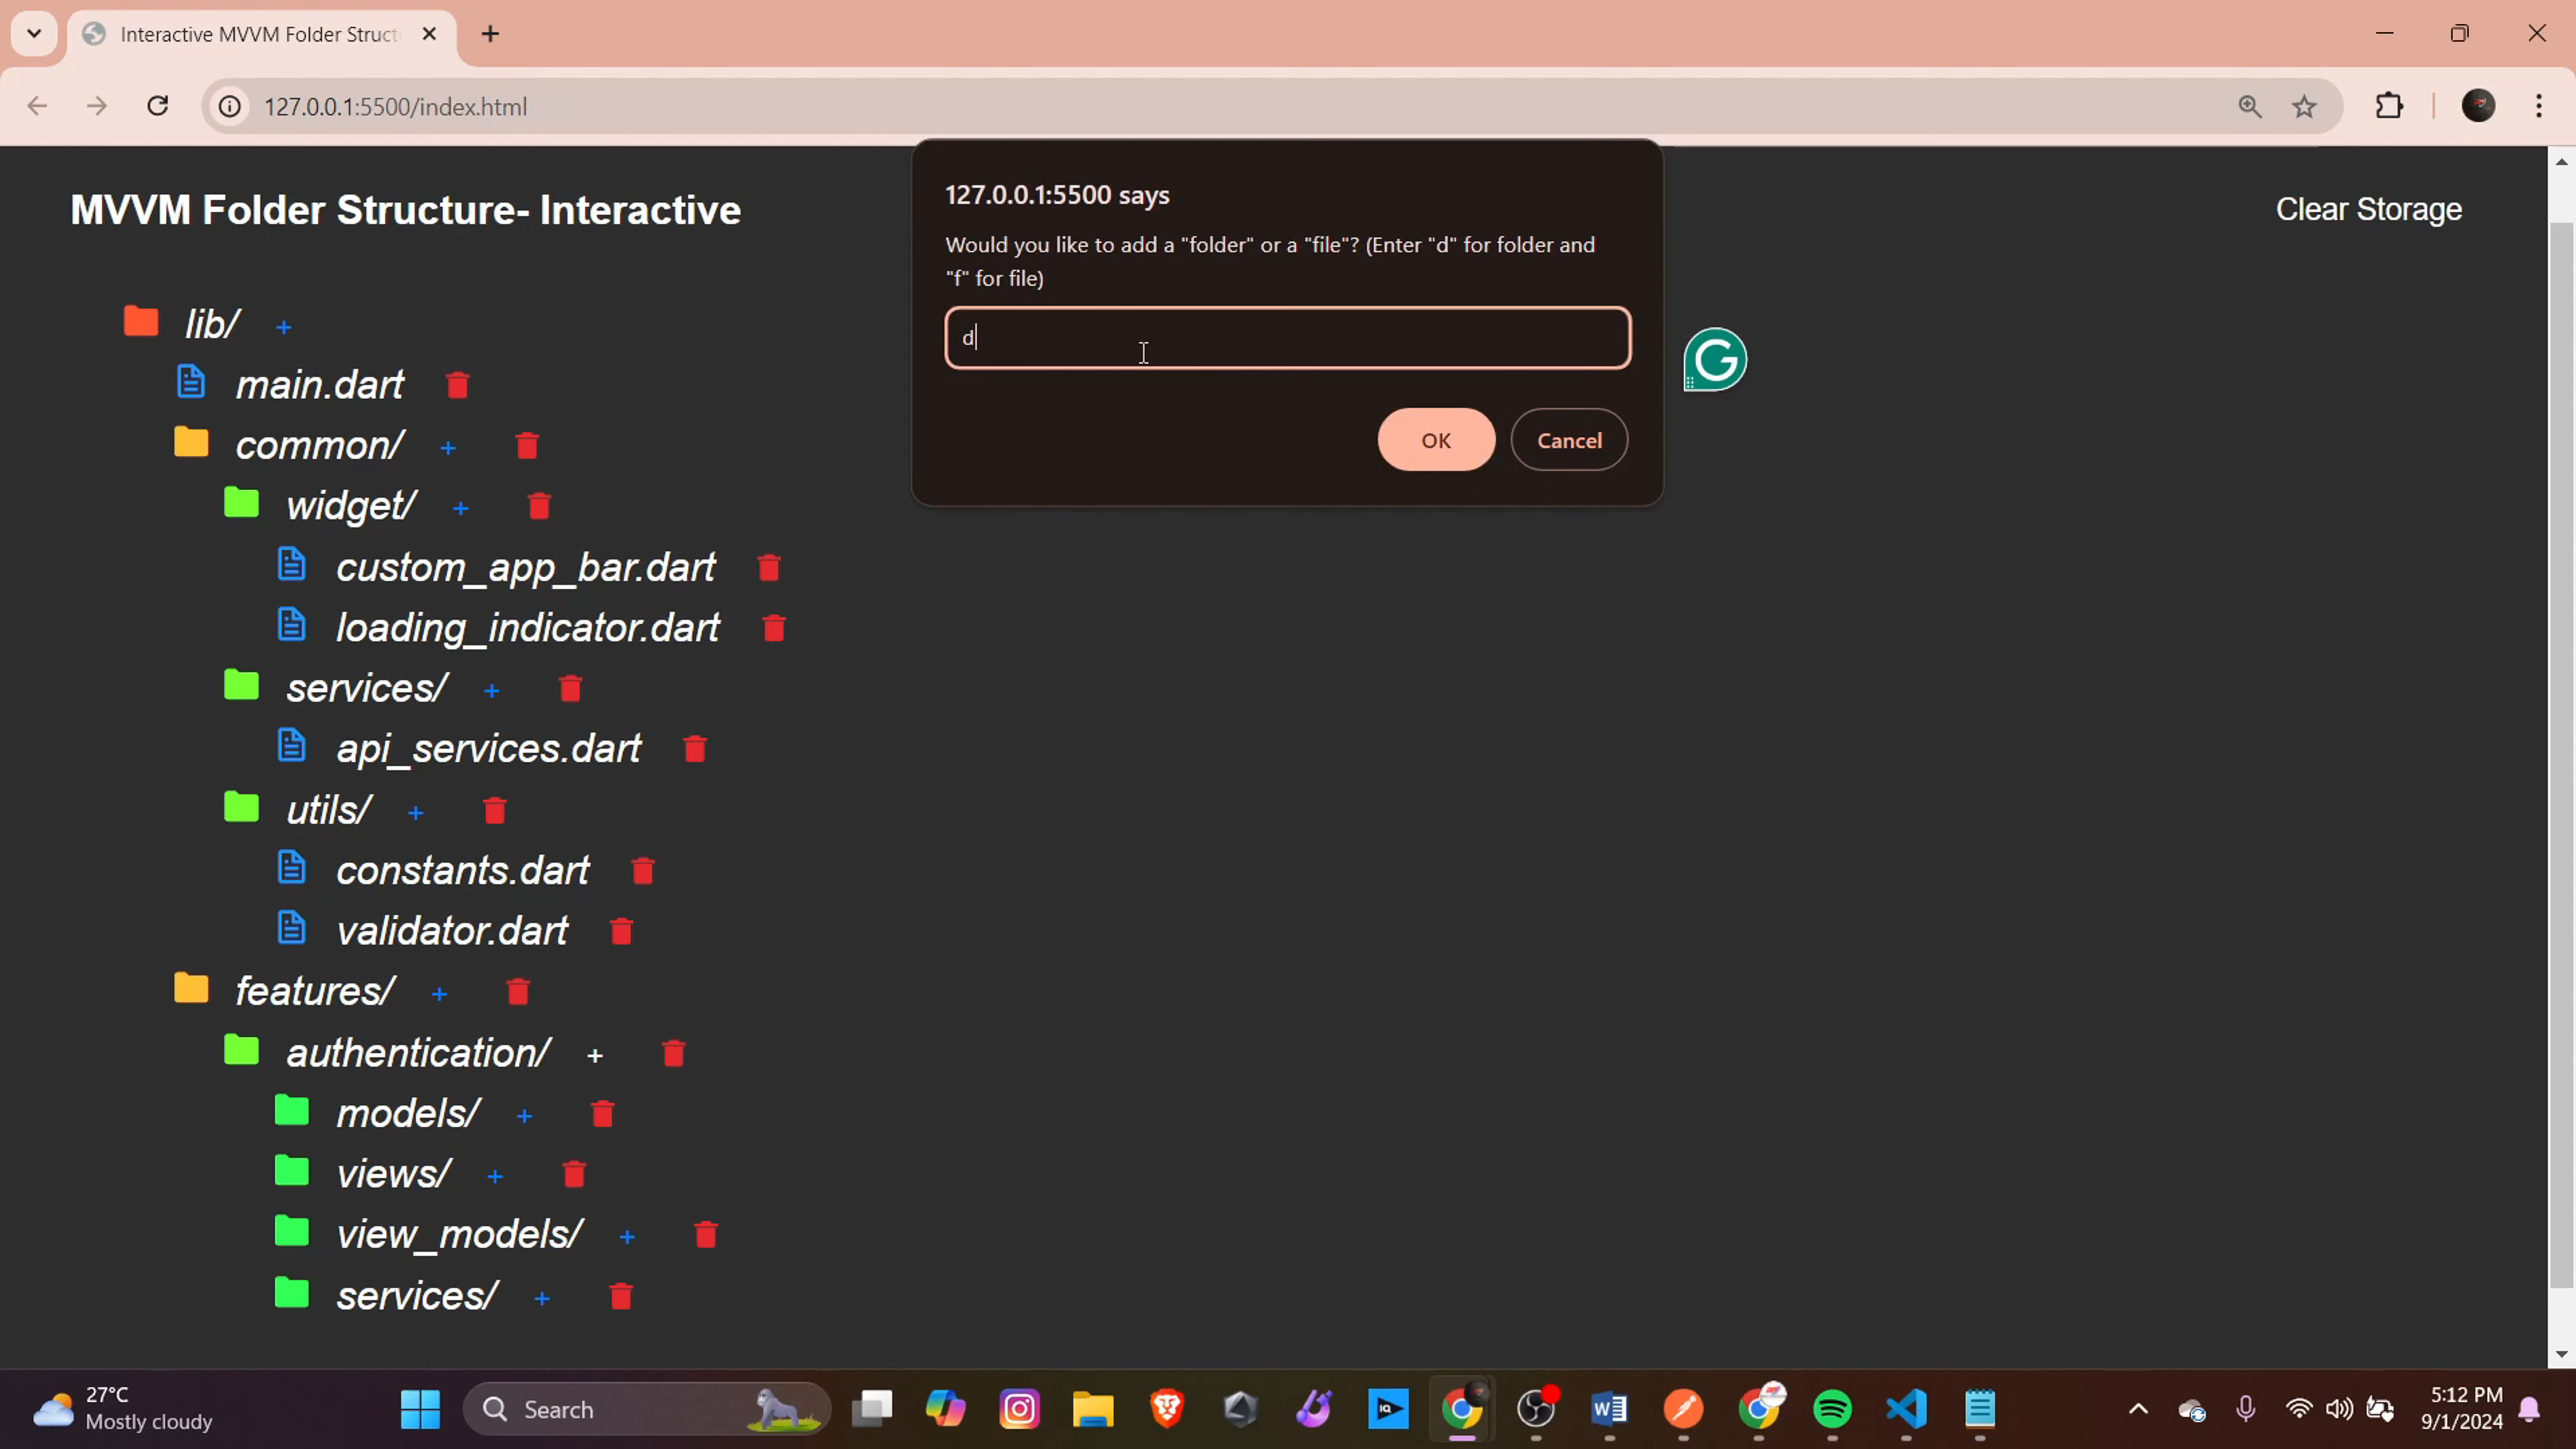 Interactive MVVM Folder Struct
127.0.0.1:5500/index.html
127.0.0.1:5500 says
Would you like to add a "folder" or a "file"? (Enter "d" for folder and
"f" for file)
d
OK
Cancel
G
MVVM Folder Structure- Interactive
Clear Storage
lib/ +
main.dart
common/ +
widget/ +
custom_app_bar.dart
loading_indicator.dart
services/ +
api_services.dart
utils/ +
constants.dart
validator.dart
features/ +
authentication/ +
models/ +
views/ +
view_models/ +
services/ +
27°C
Mostly cloudy
Search
IQ
W
5:12 PM
9/1/2024